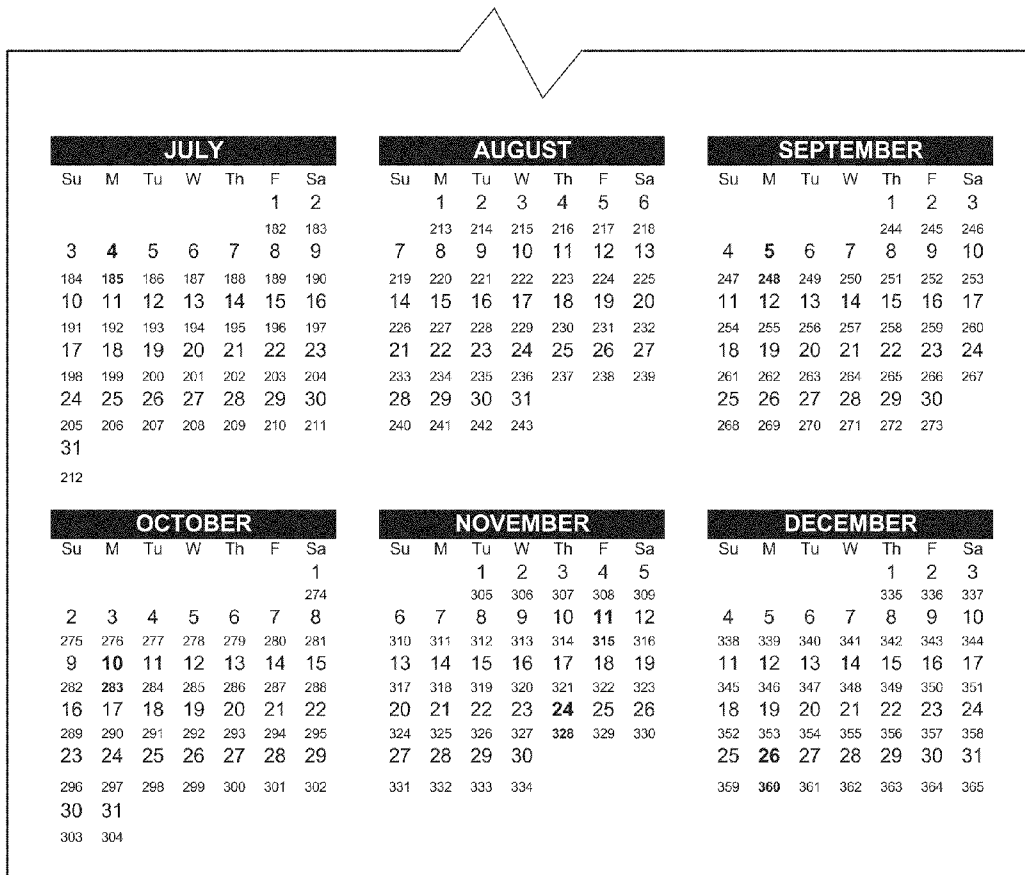 JULY AUGUST SEPTEMBER
Su M Tu W Th F Sa Su M Tu W Th F Sa Su M Tu W Th F Sa
1 2 1 2 3 4 5 6 1 2 3
182 183 213 214 215 216 217 218 244 245 246
3 4 5 6 7 8 9 7 8 9 10 11 12 13 4 5 6 7 8 9 10
184 185 186 187 188 189 190 219 220 221 222 223 224 225 247 248 249 250 251 252 253
10 11 12 13 14 15 16 14 15 16 17 18 19 20 11 12 13 14 15 16 17
191 192 193 194 195 196 197 226 227 228 229 230 231 232 254 255 256 257 258 259 260
17 18 19 20 21 22 23 21 22 23 24 25 26 27 18 19 20 21 22 23 24
198 199 200 201 202 203 204 233 234 235 236 237 238 239 261 262 263 264 265 266 267
24 25 26 27 28 29 30 28 29 30 31 25 26 27 28 29 30
205 206 207 208 209 210 211 240 241 242 243 268 269 270 271 272 273
31
212
OCTOBER NOVEMBER DECEMBER
Su M Tu W Th F Sa Su M Tu W Th F Sa Su M Tu W Th F Sa
1 1 2 3 4 5 1 2 3
274 305 306 307 308 309 335 336 337
2 3 4 5 6 7 8 6 7 8 9 10 11 12 4 5 6 7 8 9 10
275 276 277 278 279 280 281 310 311 312 313 314 315 316 338 339 340 341 342 343 344
9 10 11 12 13 14 15 13 14 15 16 17 18 19 11 12 13 14 15 16 17
282 283 284 285 286 287 288 317 318 319 320 321 322 323 345 346 347 348 349 350 351
16 17 18 19 20 21 22 20 21 22 23 24 25 26 18 19 20 21 22 23 24
289 290 291 292 293 294 295 324 325 326 327 328 329 330 352 353 354 355 356 357 358
23 24 25 26 27 28 29 27 28 29 30 25 26 27 28 29 30 31
296 297 298 299 300 301 302 331 332 333 334 359 360 361 362 363 364 365
30 31
303 304